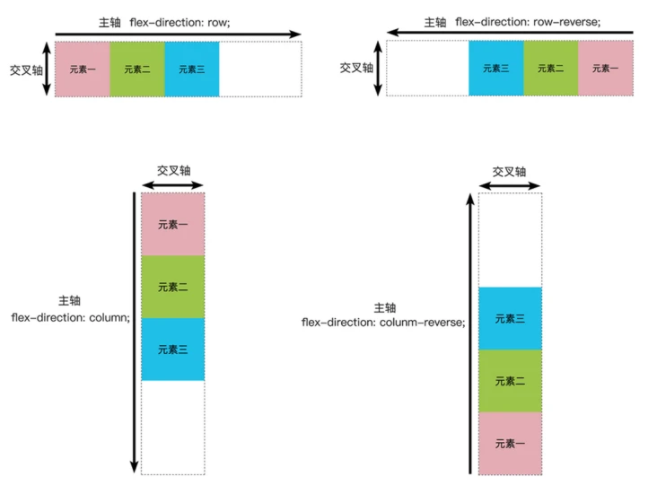 主轴 flex-direction: row;
交叉轴
元素一 元素二 元素三
主轴 flex-direction: row-reverse;
交叉轴
元素三 元素二 元素一
交叉轴
元素一
元素二
元素三
主轴
flex-direction: column;
交叉轴
主轴
flex-direction: colunm-reverse;
元素三
元素二
元素一